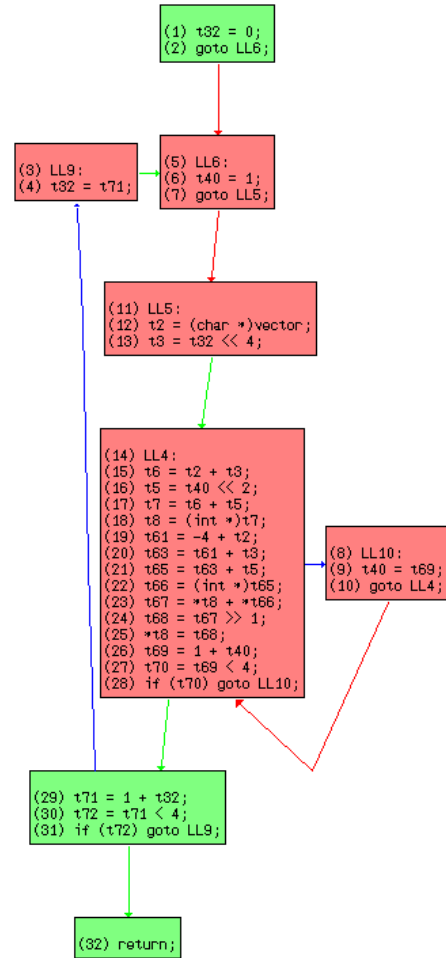 (1) t32 = 0;
(2) goto LL6;
(3) LL9:
(4) t32 = t71;
(5) LL6:
(6) t40 = 1;
(7) goto LL5;
(11) LL5:
(12) t2 = (char *)vector;
(13) t3 = t32 << 4;
(14) LL4:
(15) t6 = t2 + t3;
(16) t5 = t40 << 2;
(17) t7 = t6 + t5;
(18) t8 = (int *)t7;
(19) t61 = -4 + t2;
(20) t63 = t61 + t3;
(21) t65 = t63 + t5;
(22) t66 = (int *)t65;
(23) t67 = *t8 + *t66;
(24) t68 = t67 >> 1;
(25) *t8 = t68;
(26) t69 = 1 + t40;
(27) t70 = t69 < 4;
(28) if (t70) goto LL10;
(8) LL10:
(9) t40 = t69;
(10) goto LL4;
(29) t71 = 1 + t32;
(30) t72 = t71 < 4;
(31) if (t72) goto LL9;
(32) return;